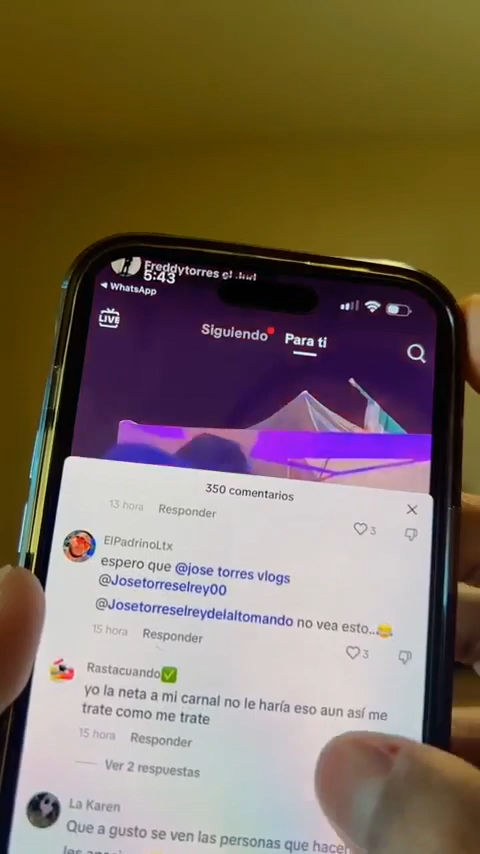 Freddytorres
5:43
WhatsApp
LIVE
Siguiendo
Para ti
350 comentarios
13 hora Responder
3
ElPadrinoLtx
espero que @jose torres vlogs
@Josetorreselrey00
@Josetorreselreydelaltomando no vea esto...
15 hora Responder
3
Rastacuando
yo la neta a mi carnal no le haría eso aun así me
trate como me trate
15 hora Responder
Ver 2 respuestas
La Karen
Que a gusto se ven las personas que hacen